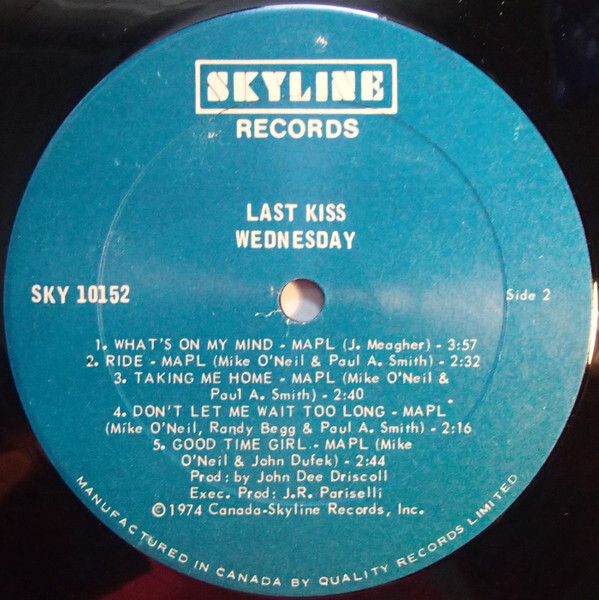 SKYLINE
RECORDS
LAST KISS
WEDNESDAY
SKY 10152
Side 2
1. WHAT'S ON MY MIND - MAPL (J. Meagher) - 3:57
2. RIDE - MAPL (Mike O'Neil & Paul A. Smith) - 2:32
3. TAKING ME HOME - MAPL (Mike O'Neil &
Paul A. Smith) - 2:40
4. DON'T LET ME WAIT TOO LONG - MAPL
(Mike O'Neil, Randy Begg & Paul A. Smith) - 2:16
5. GOOD TIME GIRL - MAPL (Mike
O'Neil & John Dufek) - 2:44
Prod: by John Dee Driscoll
Exec. Prod: J.R. Pariselli
©1974 Canada-Skyline Records, Inc.
MANUFACTURED IN CANADA BY QUALITY RECORDS LIMITED